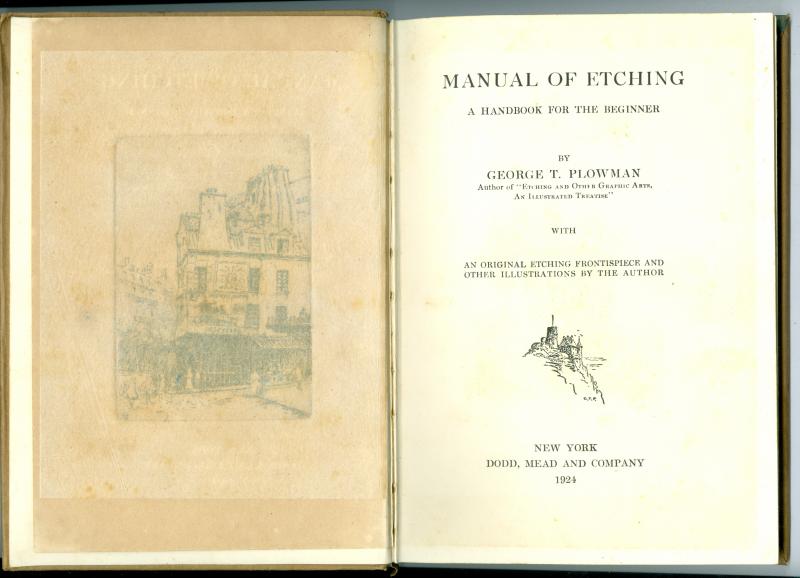 MANUAL OF ETCHING
A HANDBOOK FOR THE BEGINNER
BY
GEORGE T. PLOWMAN
Author of "Etching and Other Graphic Arts,
An Illustrated Treatise"
WITH
AN ORIGINAL ETCHING FRONTISPIECE AND
OTHER ILLUSTRATIONS BY THE AUTHOR
G.T.P.
NEW YORK
DODD, MEAD AND COMPANY
1924